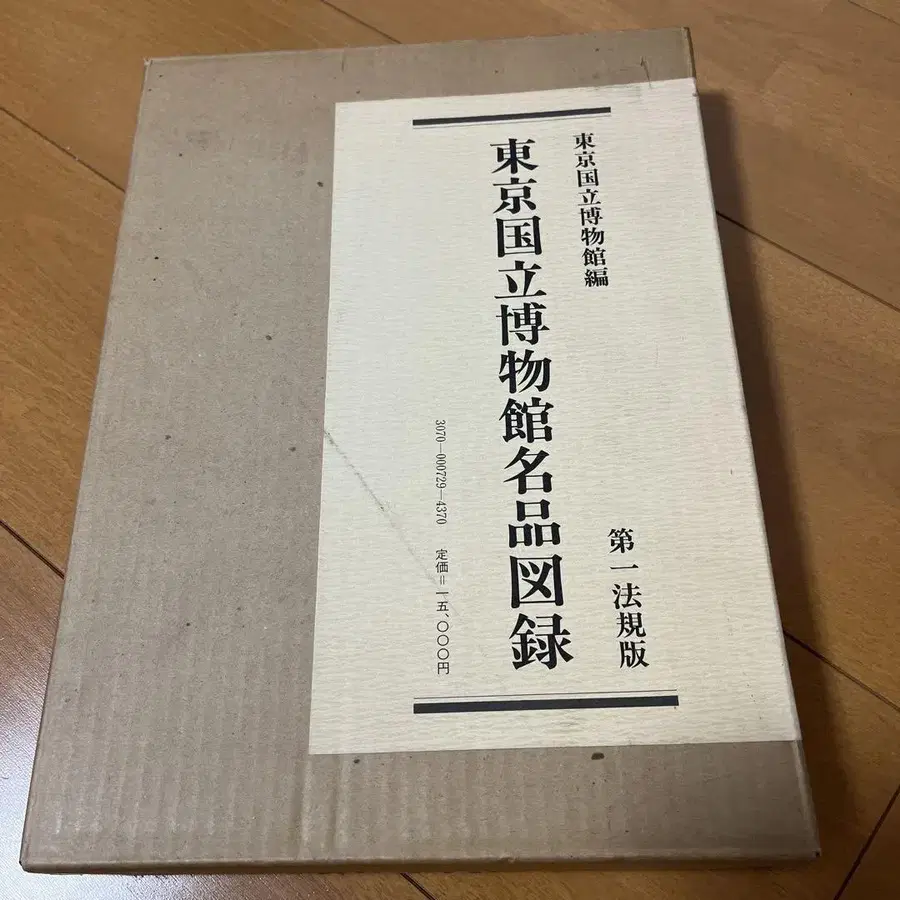 東京国立博物館編
第一法規版
東京国立博物館名品図録
3070―000729―4370 定価＝一五、〇〇〇円